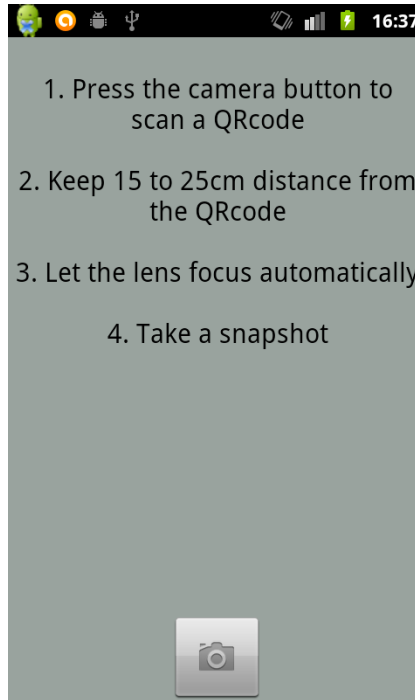 16:37
1. Press the camera button to
scan a QRcode
2. Keep 15 to 25cm distance from
the QRcode
3. Let the lens focus automatically
4. Take a snapshot